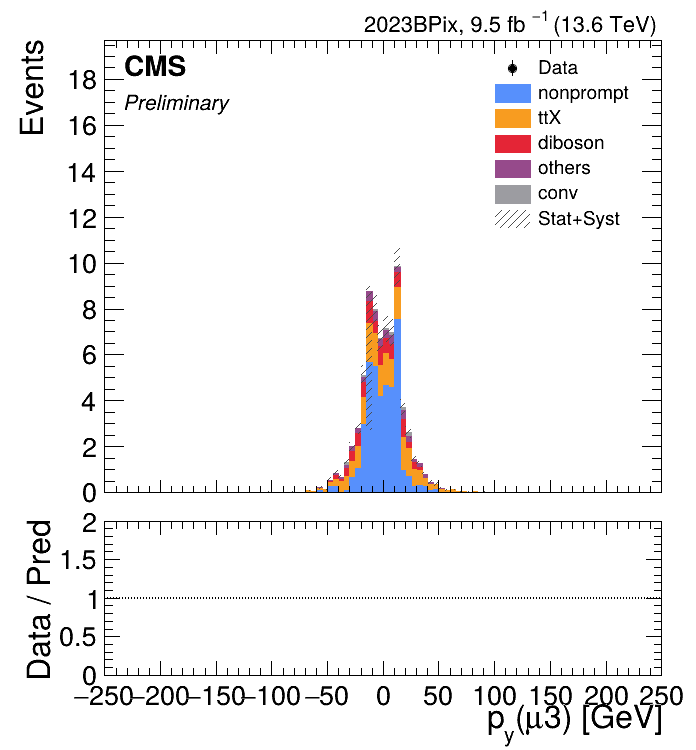 2023BPix, 9.5 fb⁻¹ (13.6 TeV)
CMS
Preliminary
Data
nonprompt
ttX
diboson
others
conv
Stat+Syst
Events
18
16
14
12
10
8
6
4
2
0
Data / Pred
2
1.5
1
0.5
0
−250 −200 −150 −100 −50 0 50 100 150 200 250
p_y(μ3) [GeV]